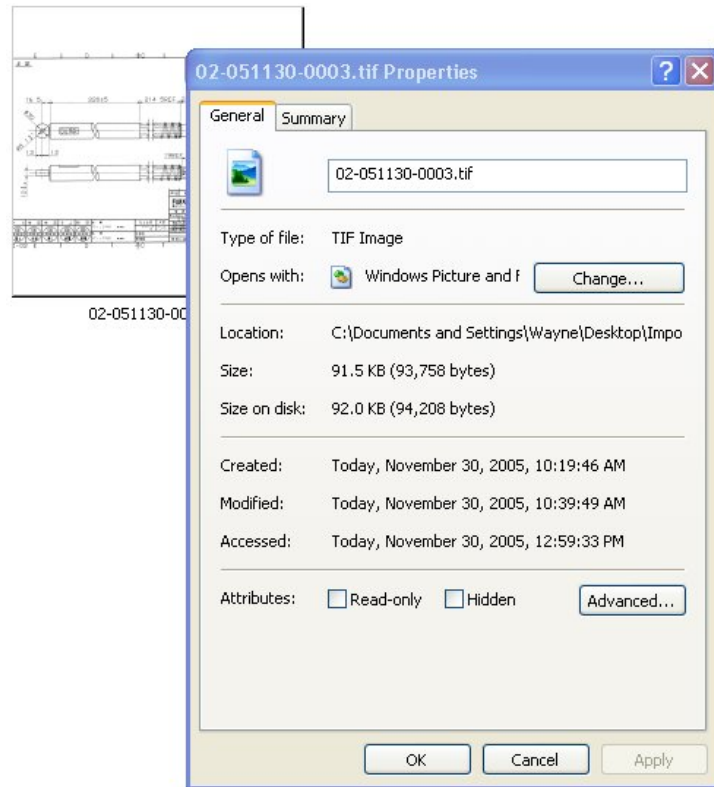 02-051130-0003.tif Properties
General Summary
02-051130-0003.tif
Type of file: TIF Image
Opens with: Windows Picture and F Change...
02-051130-00
Location: C:\Documents and Settings\Wayne\Desktop\Impo
Size: 91.5 KB (93,758 bytes)
Size on disk: 92.0 KB (94,208 bytes)
Created: Today, November 30, 2005, 10:19:46 AM
Modified: Today, November 30, 2005, 10:39:49 AM
Accessed: Today, November 30, 2005, 12:59:33 PM
Attributes: Read-only Hidden Advanced...
OK Cancel Apply